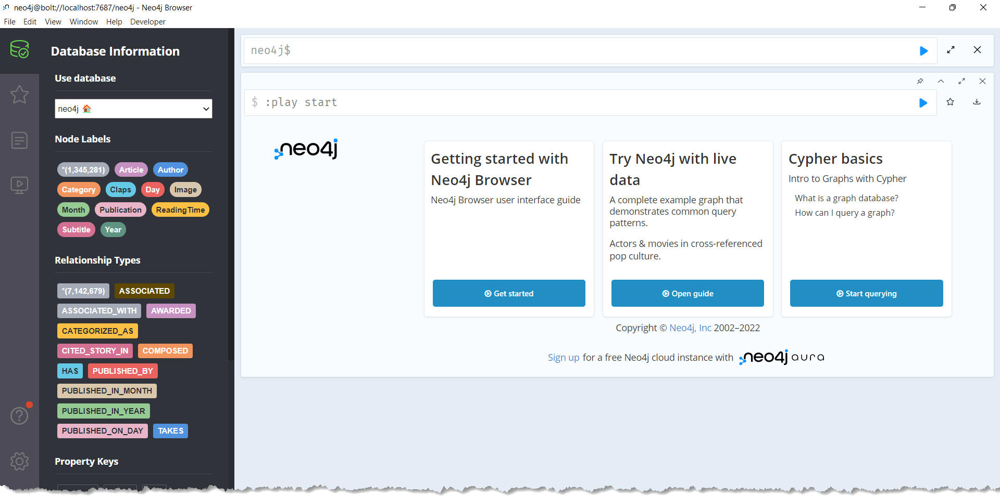 neo4j@bolt://localhost:7687/neo4j - Neo4j Browser
File Edit View Window Help Developer
Database Information
Use database
neo4j
Node Labels
*(1,345,281) Article Author
Category Claps Day Image
Month Publication ReadingTime
Subtitle Year
Relationship Types
*(7,142,679) ASSOCIATED
ASSOCIATED_WITH AWARDED
CATEGORIZED_AS
CITED_STORY_IN COMPOSED
HAS PUBLISHED_BY
PUBLISHED_IN_MONTH
PUBLISHED_IN_YEAR
PUBLISHED_ON_DAY TAKES
Property Keys
neo4j$
$ :play start
neo4j
Getting started with
Neo4j Browser
Neo4j Browser user interface guide
Get started
Try Neo4j with live
data
A complete example graph that
demonstrates common query
patterns.
Actors & movies in cross-referenced
pop culture.
Open guide
Cypher basics
Intro to Graphs with Cypher
What is a graph database?
How can I query a graph?
Start querying
Copyright © Neo4j, Inc 2002–2022
Sign up for a free Neo4j cloud instance with neo4j aura